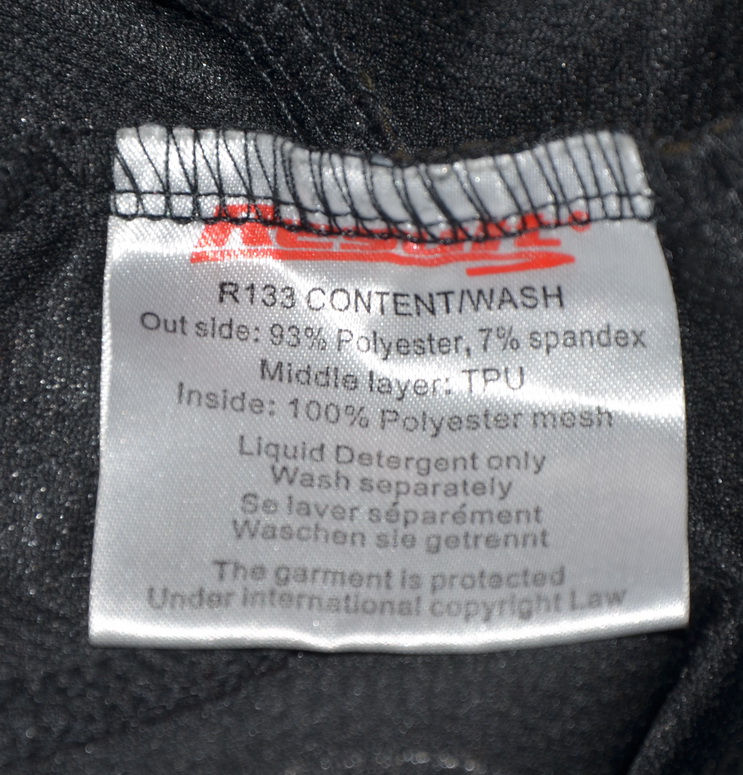 Result®
R133 CONTENT/WASH
Out side: 93% Polyester, 7% spandex
Middle layer: TPU
Inside: 100% Polyester mesh
Liquid Detergent only
Wash separately
Se laver séparément
Waschen sie getrennt
The garment is protected
Under international copyright Law